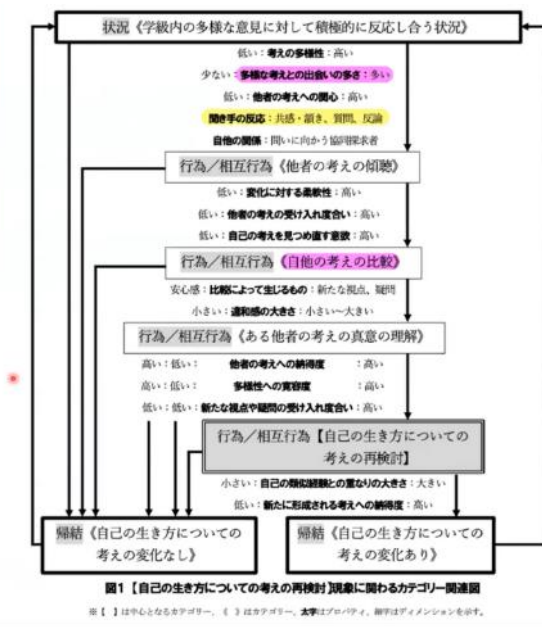 状況《学級内の多様な意見に対して積極的に反応し合う状況》
低い：考えの多様性：高い
少ない：多様な考えとの出会いの多さ：多い
低い：他者の考えへの関心：高い
聞き手の反応：共感・頷き、質問、反論
自他の関係：問いに向かう協同探求者
行為／相互行為《他者の考えの傾聴》
低い：変化に対する柔軟性：高い
低い：他者の考えの受け入れ度合い：高い
低い：自己の考えを見つめ直す意欲：高い
行為／相互行為《自他の考えの比較》
安心感：比較によって生じるもの：新たな視点、疑問
小さい：違和感の大きさ：小さい～大きい
行為／相互行為《ある他者の考えの真意の理解》
高い：低い： 他者の考えへの納得度 ：高い
高い：低い： 多様性への寛容度 ：高い
低い：低い：新たな視点や疑問の受け入れ度合い：高い
行為／相互行為【自己の生き方についての
考えの再検討】
小さい：自己の類似経験との重なりの大きさ：大きい
低い：新たに形成される考えへの納得度：高い
帰結《自己の生き方についての
考えの変化なし》
帰結《自己の生き方についての
考えの変化あり》
図1【自己の生き方についての考えの再検討】現象に関わるカテゴリー関連図
※【 】は中心となるカテゴリー、《 》はカテゴリー、太字はプロパティ、細字はディメンションを示す。